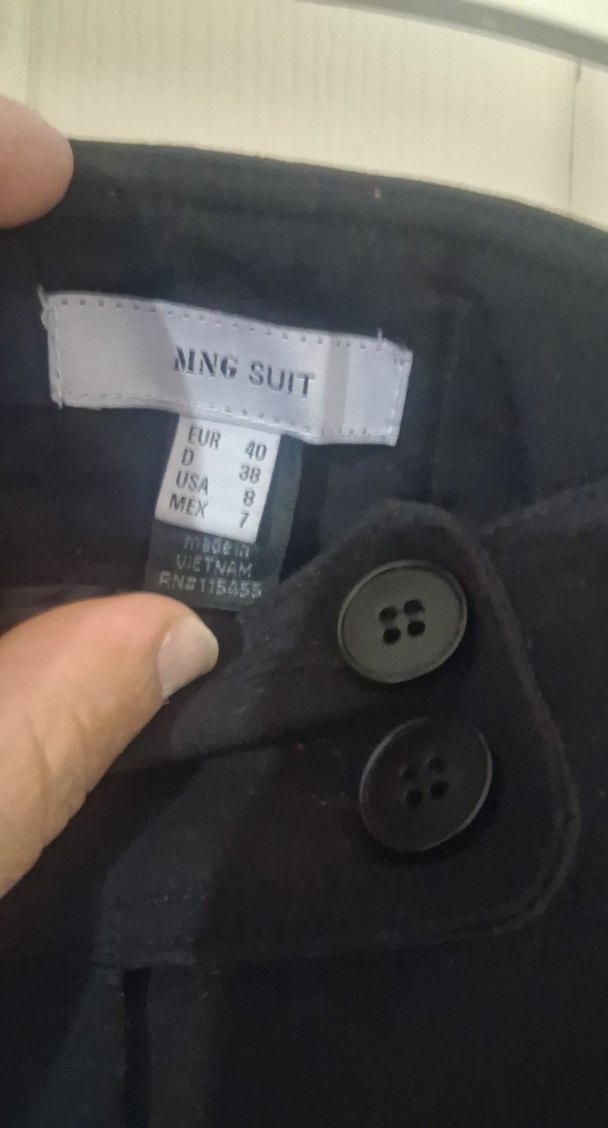 MNG SUIT
EUR 40
D 38
USA 8
MEX 7
made in
VIETNAM
RN#115455